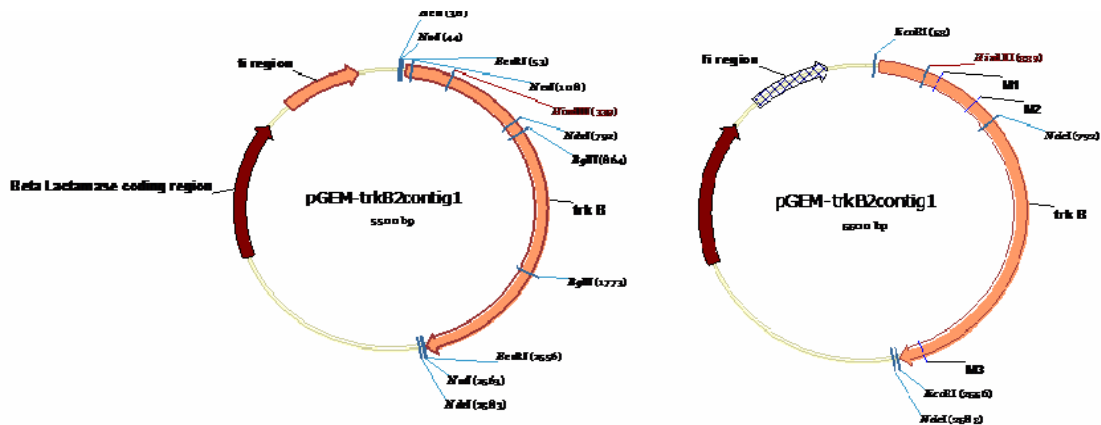 NotI (44)
EcoRI (53)
f1 region
NcoI (108)
HindIII (339)
NdeI (792)
BglII (864)
Beta Lactamase coding region
pGEM-trkB2contig1
5500 bp
trk B
BglII (1773)
EcoRI (2556)
NotI (2563)
NdeI (2583)
EcoRI (53)
f1 region
HindIII (339)
M1
M2
NdeI (792)
pGEM-trkB2contig1
5500 bp
trk B
M3
EcoRI (2556)
NdeI (2583)